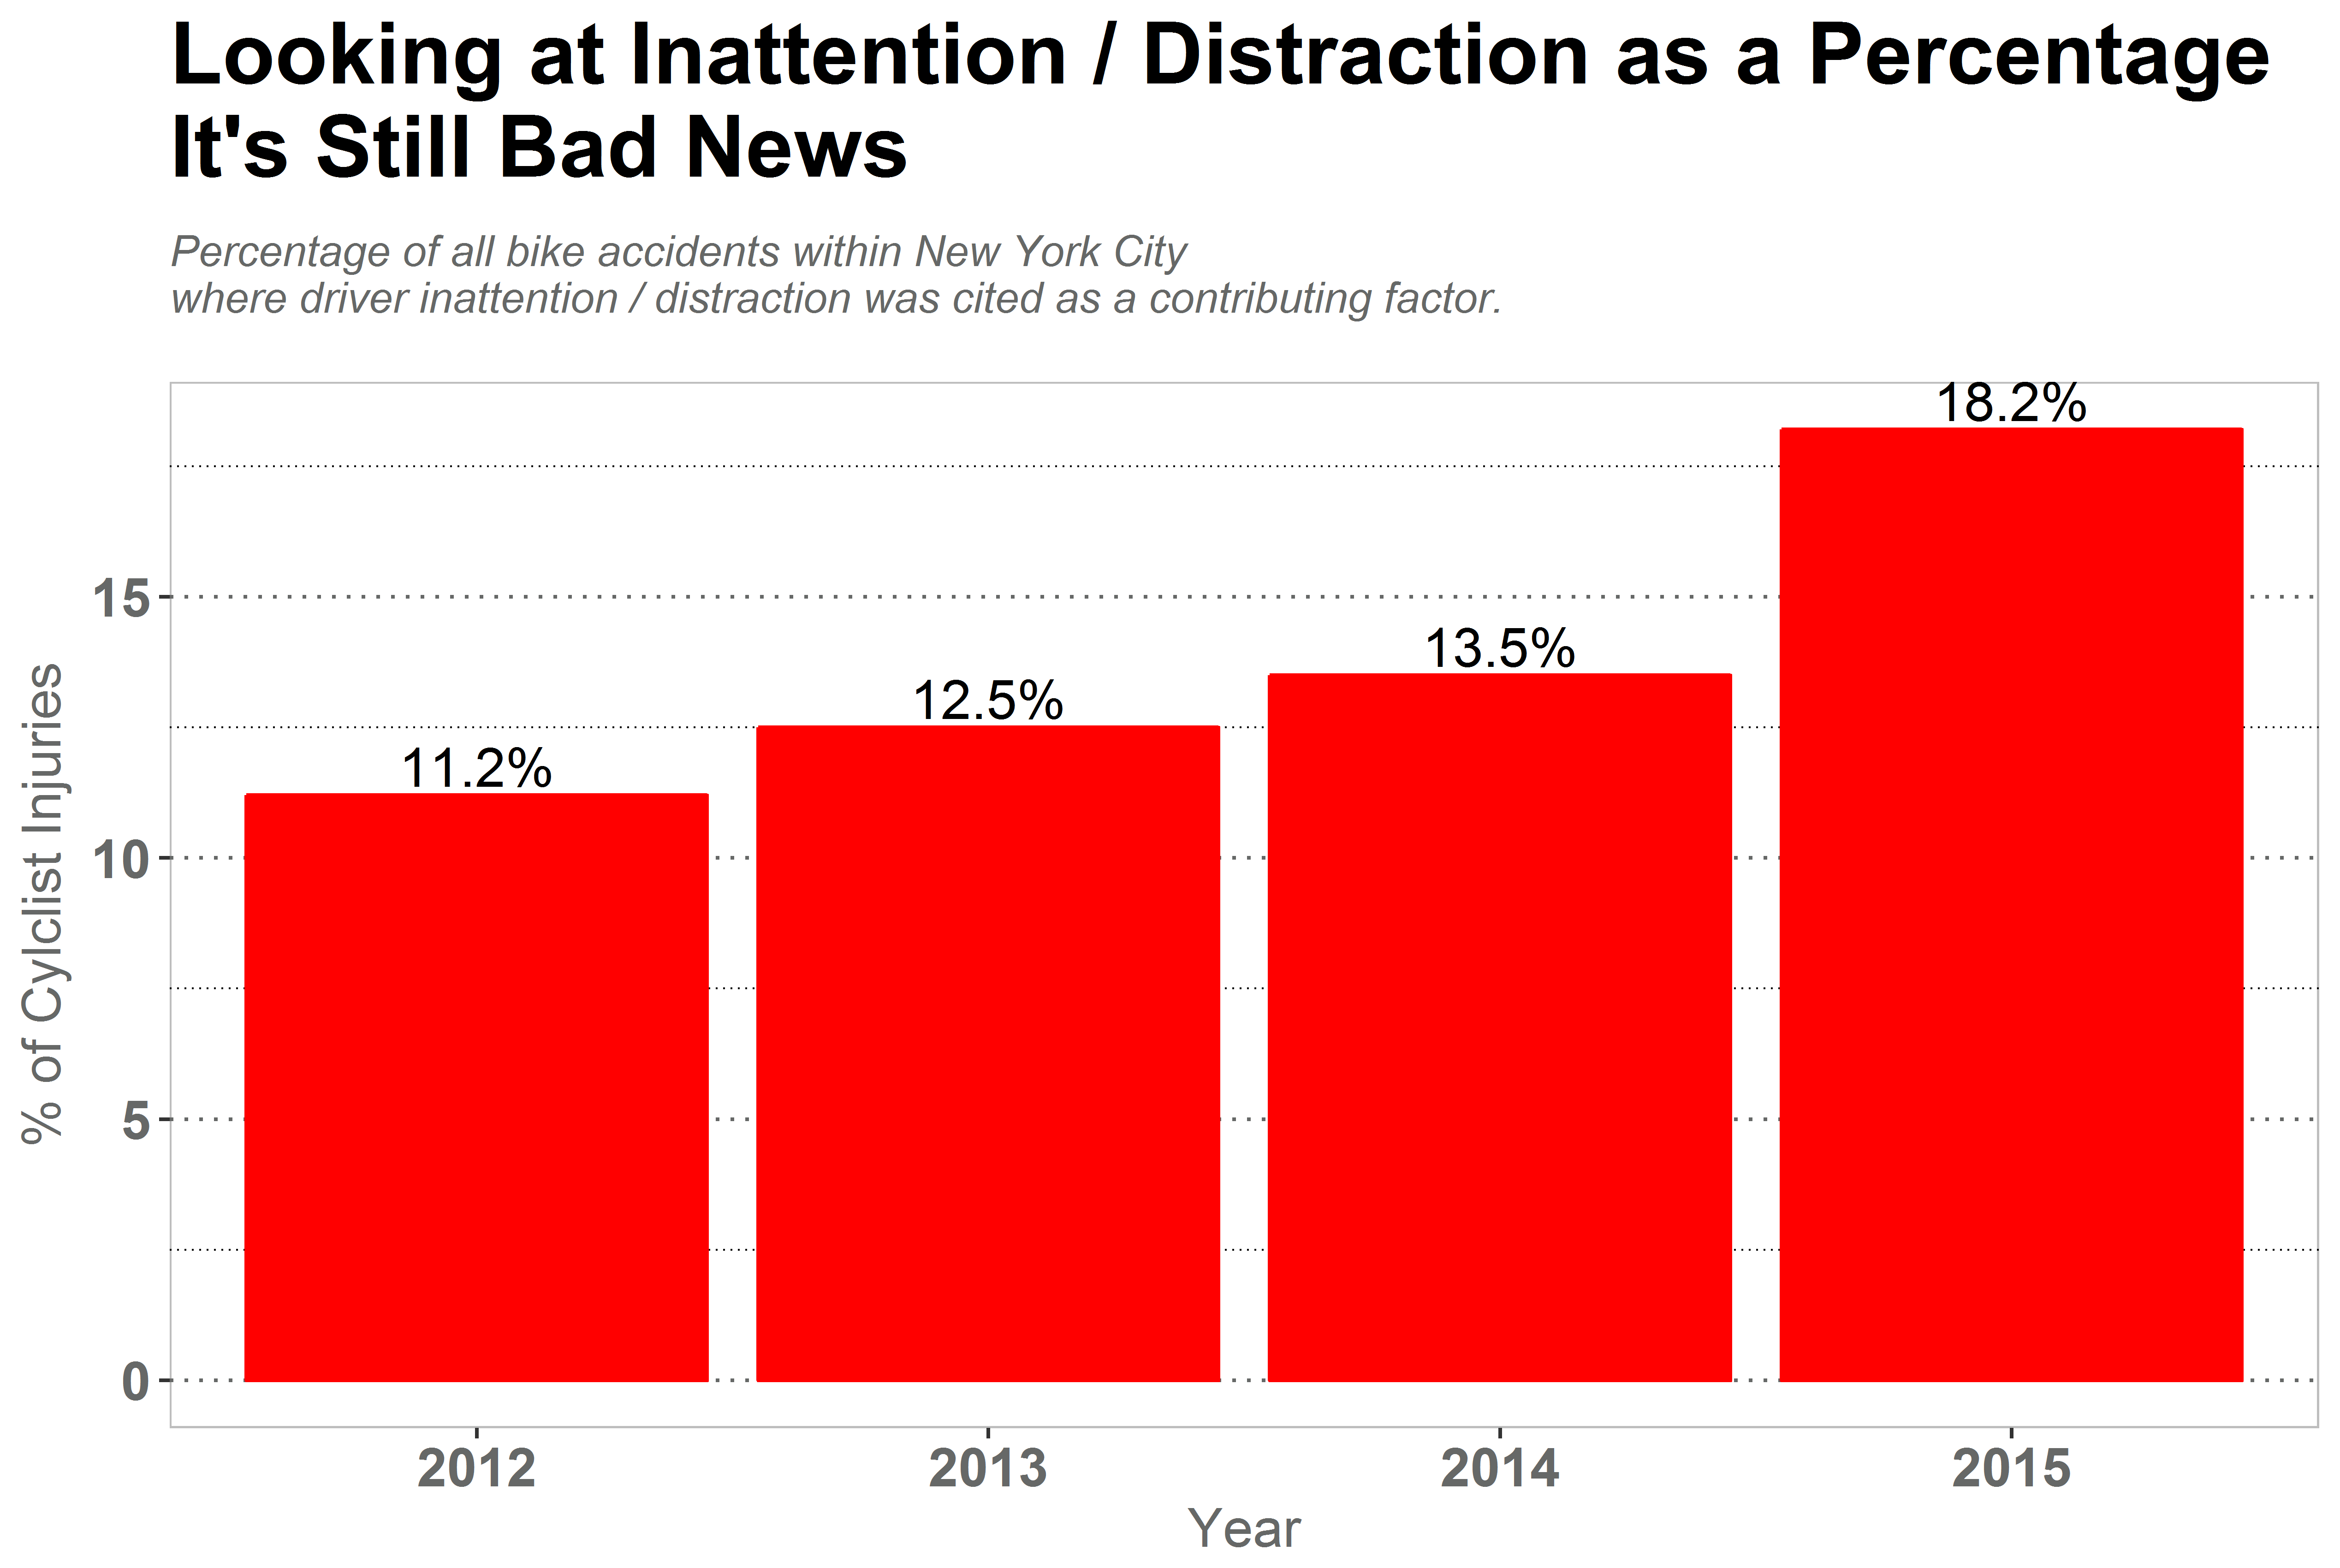 Looking at Inattention / Distraction as a Percentage
It's Still Bad News
Percentage of all bike accidents within New York City
where driver inattention / distraction was cited as a contributing factor.
18.2%
13.5%
12.5%
11.2%
15
10
5
0
% of Cylclist Injuries
2012
2013
2014
2015
Year